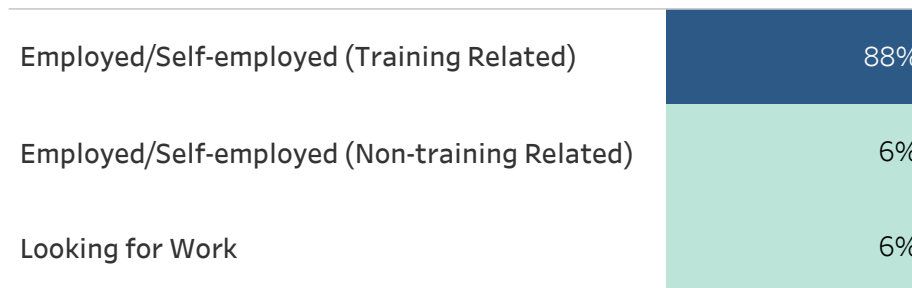 Employed/Self-employed (Training Related) 88%
Employed/Self-employed (Non-training Related) 6%
Looking for Work 6%